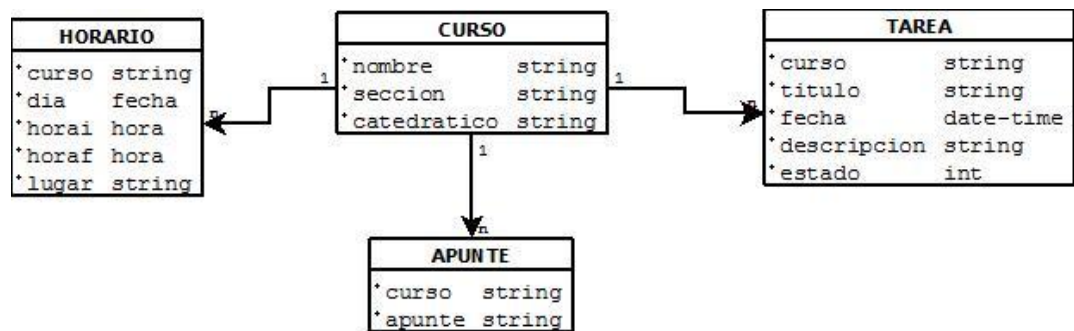 HORARIO
*curso string
*dia fecha
*horai hora
*horaf hora
*lugar string
1
n
CURSO
*nombre string
*seccion string
*catedratico string
1
n
1
n
TAREA
*curso string
*titulo string
*fecha date-time
*descripcion string
*estado int
APUNTE
*curso string
*apunte string